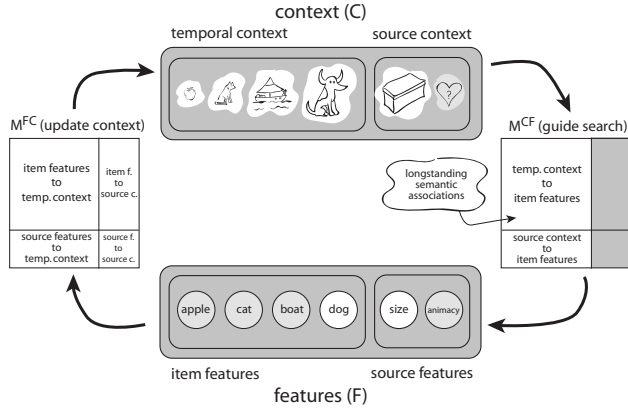 context (C)
temporal context
source context
?
M^FC (update context)
item features
to
temp. context
item f.
to
source c.
source features
to
temp. context
source f.
to
source c.
M^CF (guide search)
longstanding
semantic
associations
temp. context
to
item features
source context
to
item features
apple
cat
boat
dog
size
animacy
item features
source features
features (F)